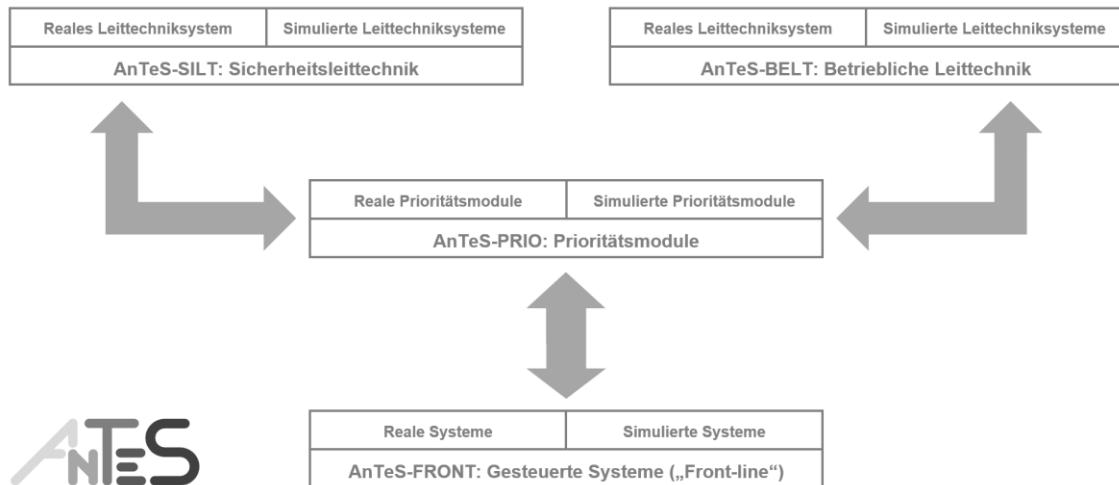 Reales Leittechniksystem
Simulierte Leittechniksysteme
AnTeS-SILT: Sicherheitsleittechnik
Reales Leittechniksystem
Simulierte Leittechniksysteme
AnTeS-BELT: Betriebliche Leittechnik
Reale Prioritätsmodule
Simulierte Prioritätsmodule
AnTeS-PRIO: Prioritätsmodule
Reale Systeme
Simulierte Systeme
AnTeS-FRONT: Gesteuerte Systeme („Front-line“)
ANTES